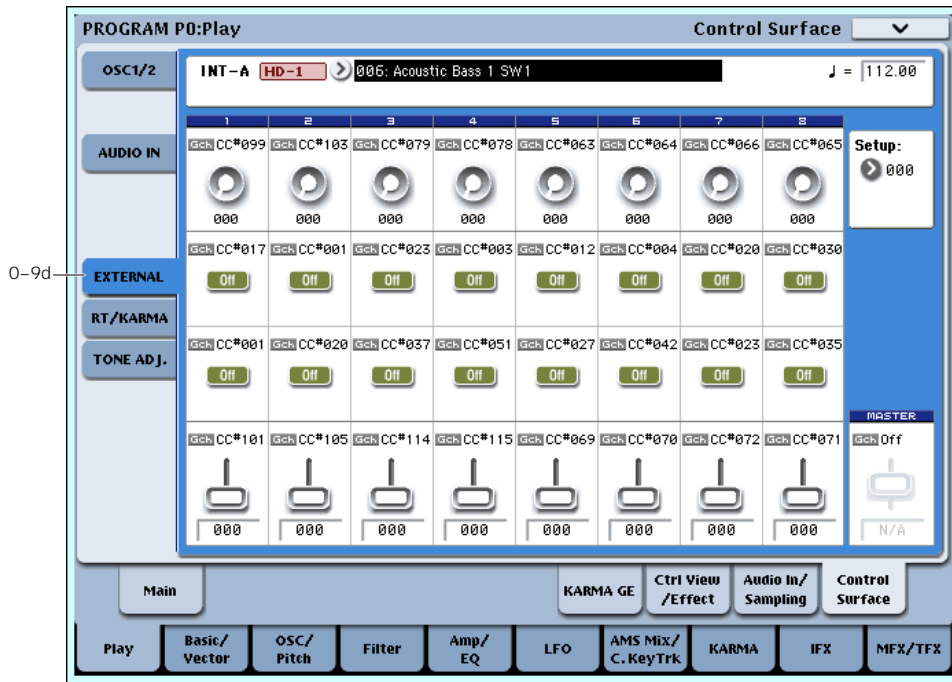 PROGRAM P0:Play Control Surface
OSC1/2
INT-A HD-1 006: Acoustic Bass 1 SW1 ♩ = 112.00
1 2 3 4 5 6 7 8
AUDIO IN
Gch CC#099 Gch CC#103 Gch CC#079 Gch CC#078 Gch CC#063 Gch CC#064 Gch CC#066 Gch CC#065
Setup:
000
000 000 000 000 000 000 000 000
Gch CC#017 Gch CC#001 Gch CC#023 Gch CC#003 Gch CC#012 Gch CC#004 Gch CC#020 Gch CC#030
0-9d
EXTERNAL
Off Off Off Off Off Off Off Off
RT/KARMA
Gch CC#001 Gch CC#020 Gch CC#037 Gch CC#051 Gch CC#027 Gch CC#042 Gch CC#023 Gch CC#035
TONE ADJ.
Off Off Off Off Off Off Off Off
MASTER
Gch CC#101 Gch CC#105 Gch CC#114 Gch CC#115 Gch CC#069 Gch CC#070 Gch CC#072 Gch CC#071 Gch Off
000 000 000 000 000 000 000 000 N/A
Main
KARMA GE
Ctrl View
/Effect
Audio In/
Sampling
Control
Surface
Play
Basic/
Vector
OSC/
Pitch
Filter
Amp/
EQ
LFO
AMS Mix/
C.KeyTrk
KARMA
IFX
MFX/TFX